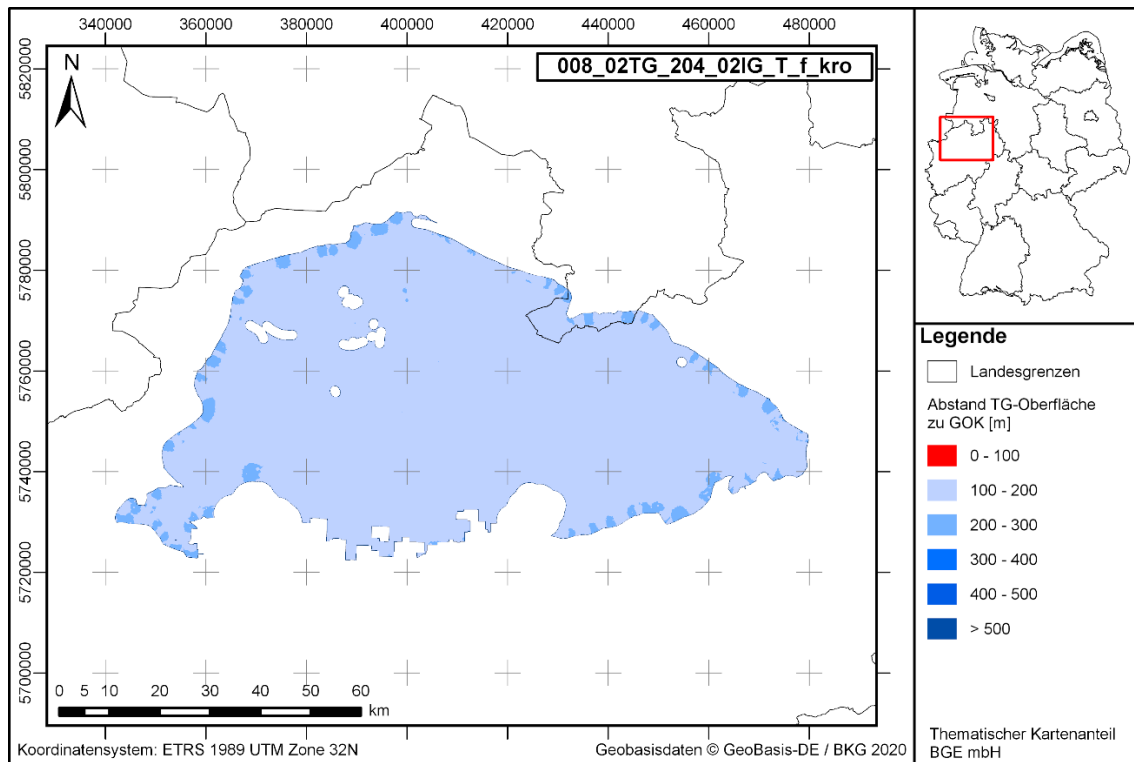 340000 360000 380000 400000 420000 440000 460000 480000
008_02TG_204_02IG_T_f_kro
N
5820000
5800000
5780000
5760000
5740000
5720000
5700000
0 5 10 20 30 40 50 60
km
Koordinatensystem: ETRS 1989 UTM Zone 32N
Geobasisdaten © GeoBasis-DE / BKG 2020
Legende
Landesgrenzen
Abstand TG-Oberfläche
zu GOK [m]
0 - 100
100 - 200
200 - 300
300 - 400
400 - 500
> 500
Thematischer Kartenanteil
BGE mbH